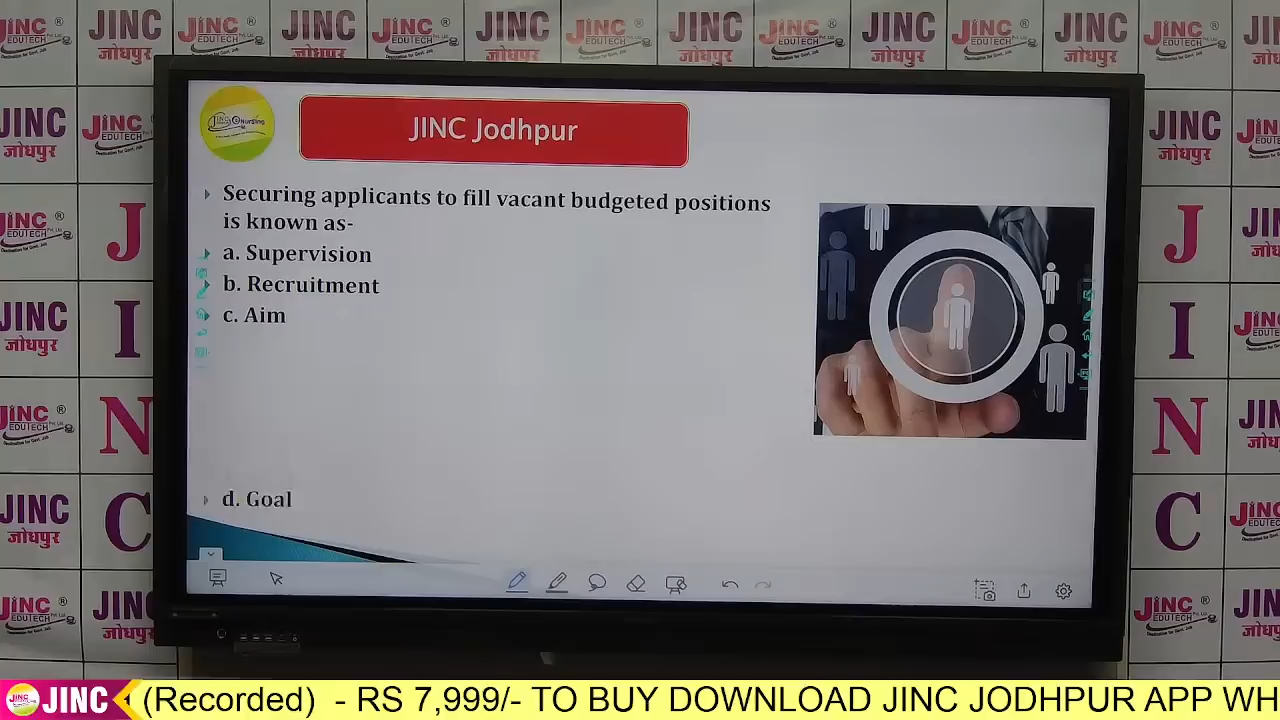 JINC Jodhpur
Securing applicants to fill vacant budgeted positions
is known as-
a. Supervision
b. Recruitment
c. Aim
d. Goal
JINC
EDUTECH
जोधपुर
J
I
N
C
J
I
N
C
JINC (Recorded) - RS 7,999/- TO BUY DOWNLOAD JINC JODHPUR APP WH